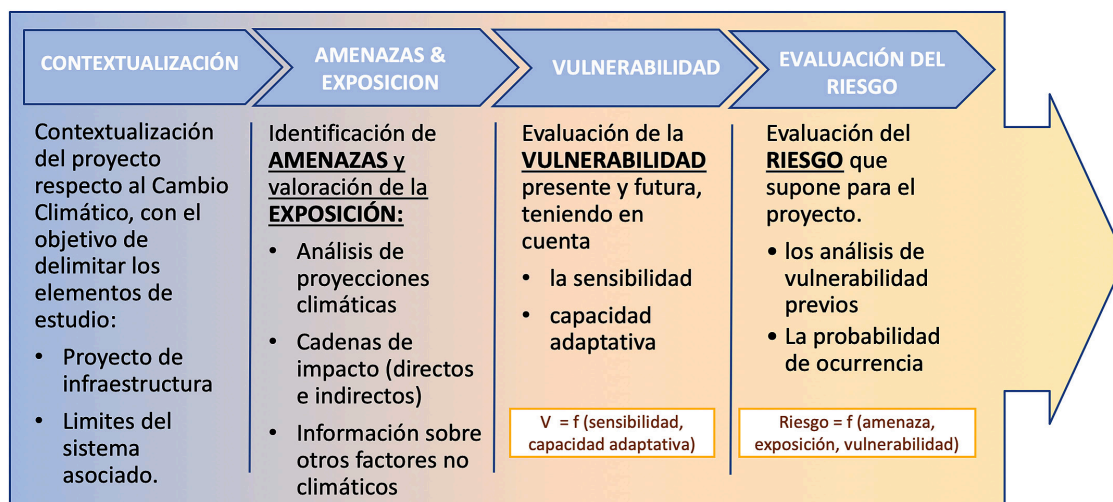 CONTEXTUALIZACIÓN
AMENAZAS &
EXPOSICION
VULNERABILIDAD
EVALUACIÓN DEL
RIESGO
Contextualización
del proyecto
respecto al Cambio
Climático, con el
objetivo de
delimitar los
elementos de
estudio:
• Proyecto de
infraestructura
• Limites del
sistema
asociado.
Identificación de
AMENAZAS y
valoración de la
EXPOSICIÓN:
• Análisis de
proyecciones
climáticas
• Cadenas de
impacto (directos
e indirectos)
• Información sobre
otros factores no
climáticos
Evaluación de la
VULNERABILIDAD
presente y futura,
teniendo en
cuenta
• la sensibilidad
• capacidad
adaptativa
V = f (sensibilidad,
capacidad adaptativa)
Evaluación del
RIESGO que
supone para el
proyecto.
• los análisis de
vulnerabilidad
previos
• La probabilidad
de ocurrencia
Riesgo = f (amenaza,
exposición, vulnerabilidad)